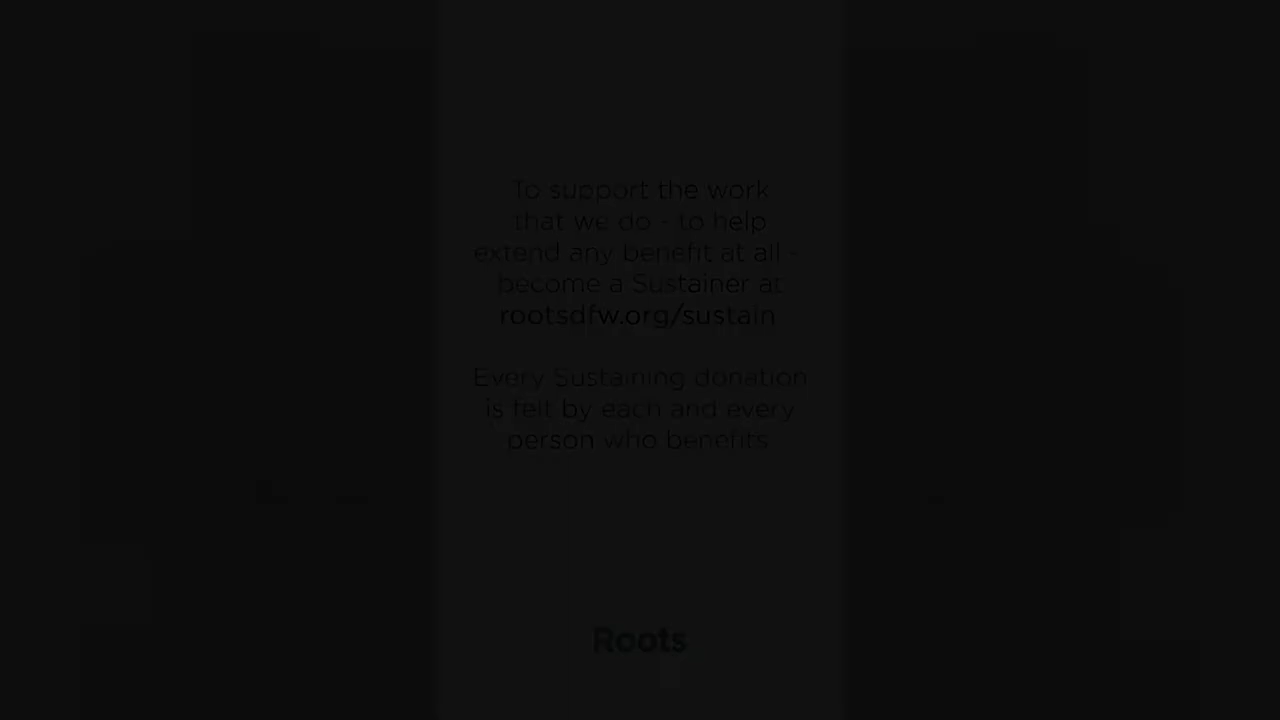 To support the work
that we do - to help
extend any benefit at all -
become a Sustainer at
rootsdfw.org/sustain
Every Sustaining donation
is felt by each and every
person who benefits
Roots